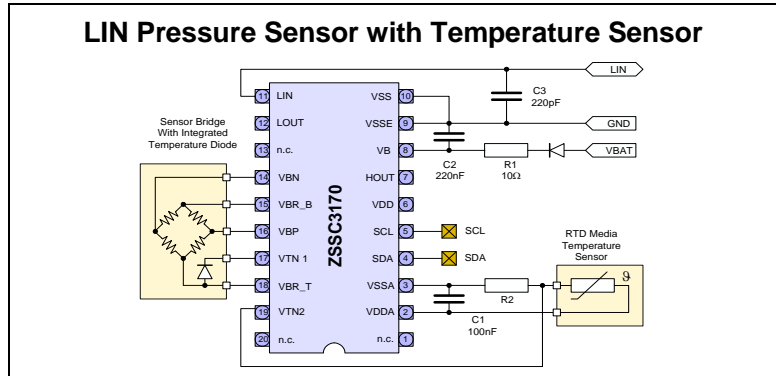 LIN Pressure Sensor with Temperature Sensor
LIN
C3
220pF
11 LIN VSS 10
Sensor Bridge
With Integrated
Temperature Diode
12 LOUT VSSE 9
GND
13 n.c. VB 8
VBAT
C2
220nF
R1
10Ω
14 VBN HOUT 7
15 VBR_B VDD 6
ZSSC3170
16 VBP SCL 5 SCL
RTD Media
Temperature
Sensor
17 VTN 1 SDA 4 SDA
18 VBR_T VSSA 3
R2
ϑ
19 VTN2 VDDA 2
C1
100nF
20 n.c. n.c. 1